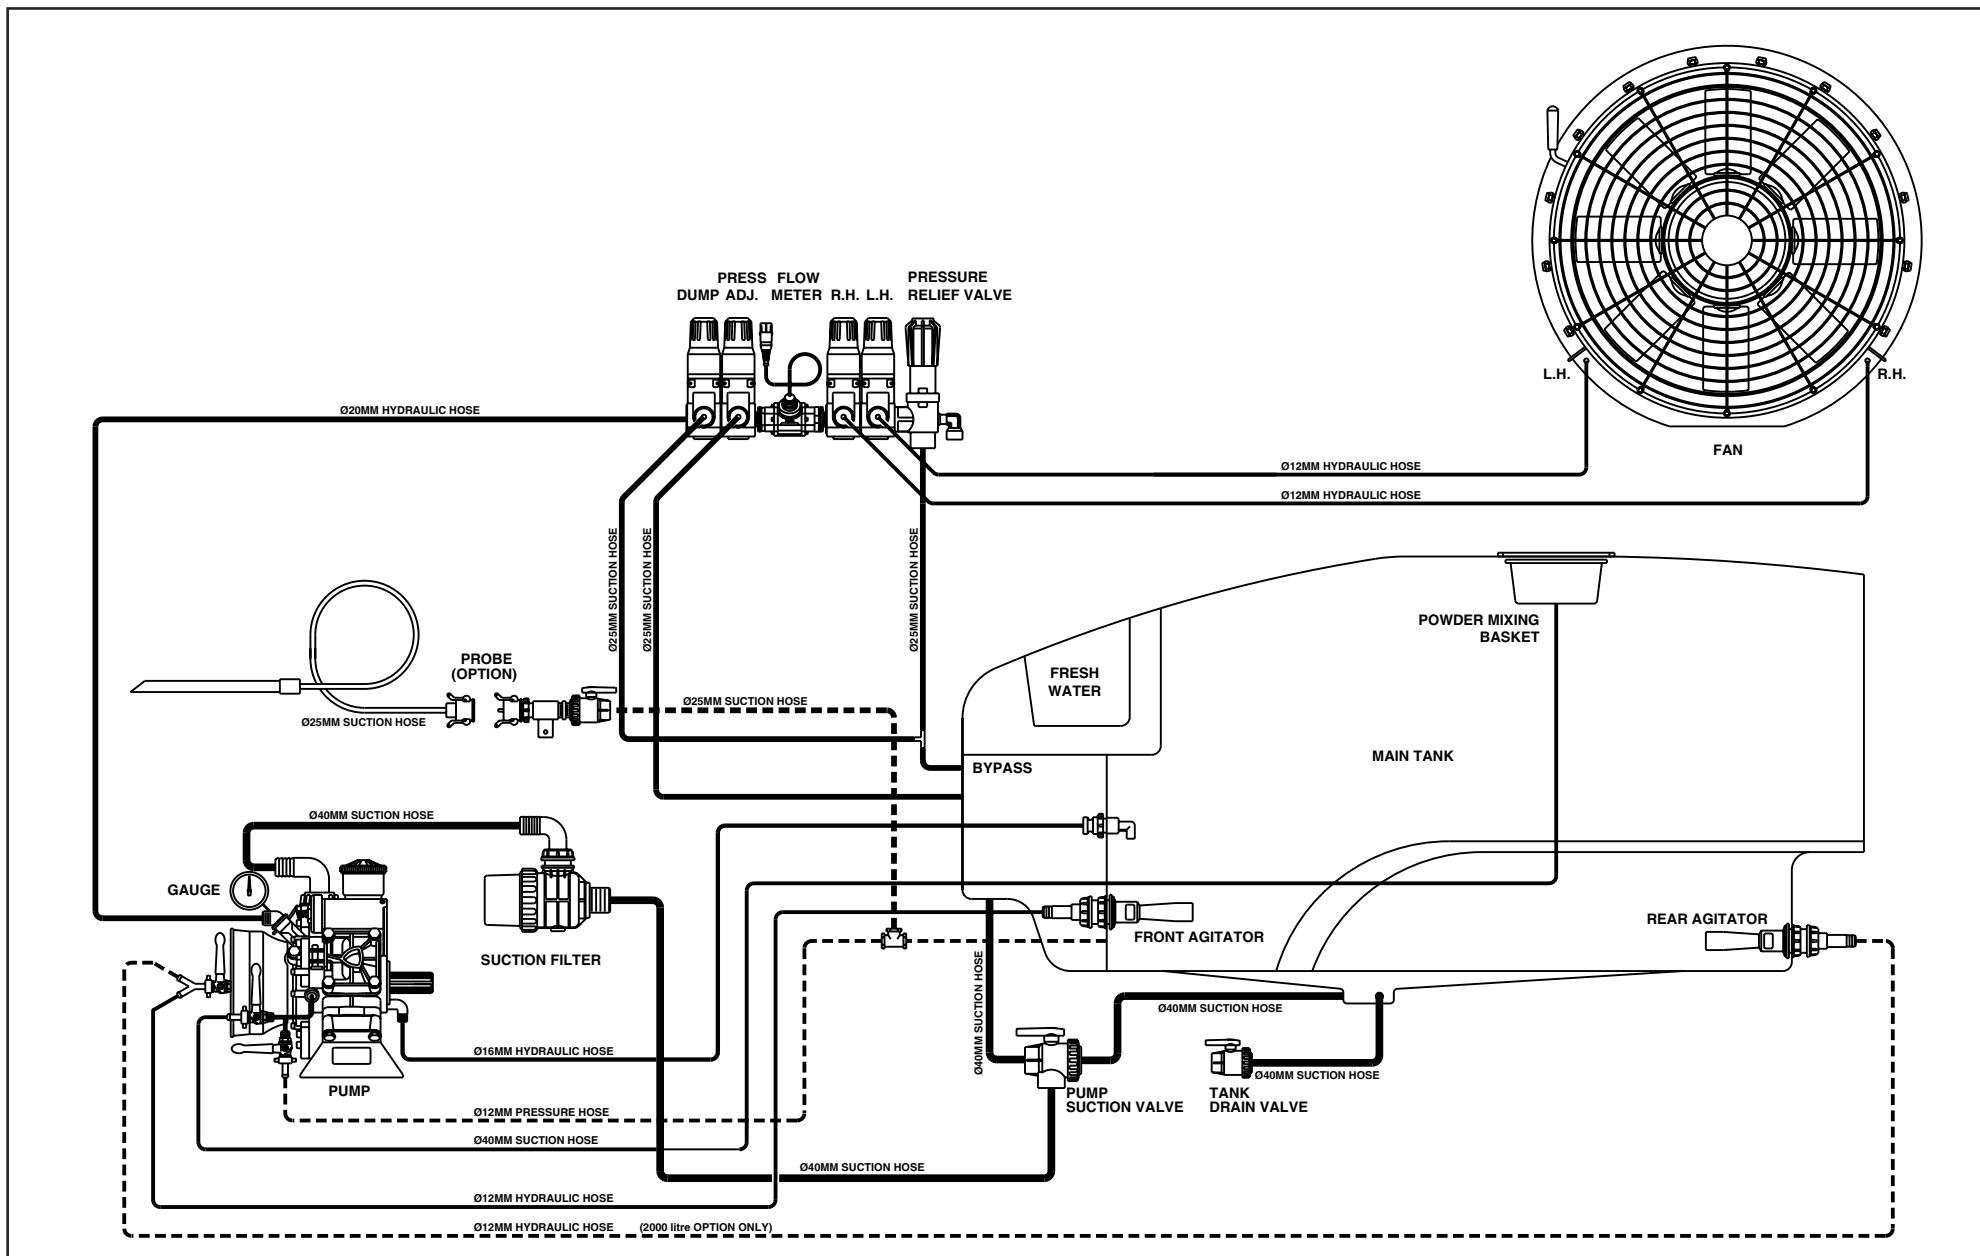 PRESS FLOW PRESSURE
DUMP ADJ. METER R.H. L.H. RELIEF VALVE
L.H.
R.H.
FAN
Ø20MM HYDRAULIC HOSE
Ø12MM HYDRAULIC HOSE
Ø12MM HYDRAULIC HOSE
Ø25MM SUCTION HOSE
Ø25MM SUCTION HOSE
Ø25MM SUCTION HOSE
POWDER MIXING
BASKET
PROBE
(OPTION)
FRESH
WATER
Ø25MM SUCTION HOSE
Ø25MM SUCTION HOSE
MAIN TANK
BYPASS
Ø40MM SUCTION HOSE
GAUGE
SUCTION FILTER
FRONT AGITATOR
REAR AGITATOR
Ø40MM SUCTION HOSE
Ø40MM SUCTION HOSE
Ø16MM HYDRAULIC HOSE
Ø40MM SUCTION HOSE
PUMP
PUMP
SUCTION VALVE
TANK
DRAIN VALVE
Ø12MM PRESSURE HOSE
Ø40MM SUCTION HOSE
Ø40MM SUCTION HOSE
Ø12MM HYDRAULIC HOSE
Ø12MM HYDRAULIC HOSE (2000 litre OPTION ONLY)